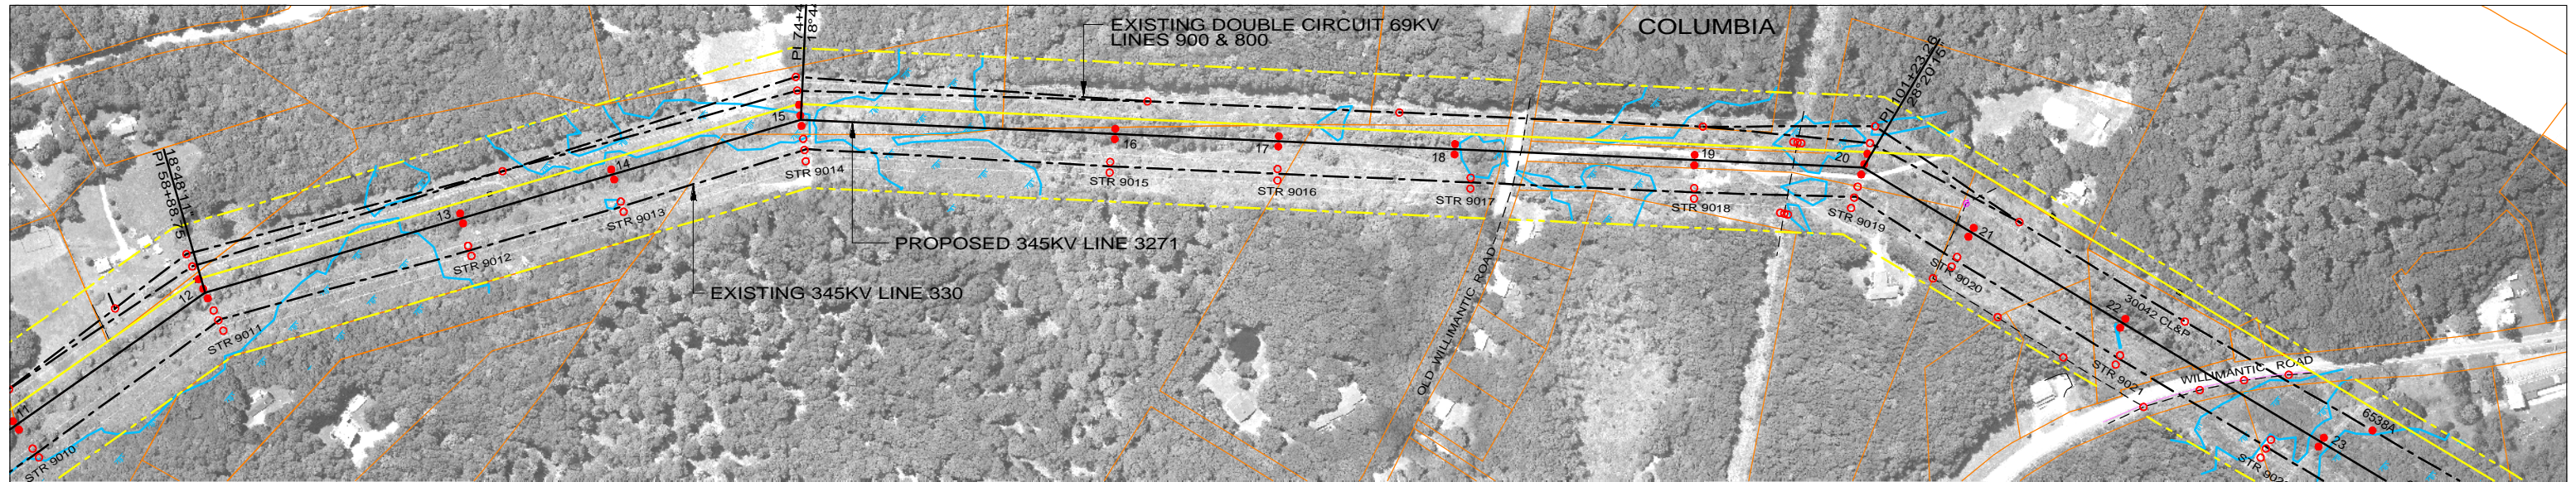 EXISTING DOUBLE CIRCUIT 69KV
LINES 900 & 800
COLUMBIA
PI 74+4
18°4
PI 101+23.26
28°20'15"
18°48'11"
PI 58+88.75
15
14
13
12
11
16
17
18
19
20
21
22
23
STR 9010
STR 9011
STR 9012
STR 9013
STR 9014
STR 9015
STR 9016
STR 9017
STR 9018
STR 9019
STR 9020
STR 9021
PROPOSED 345KV LINE 3271
EXISTING 345KV LINE 330
OLD WILLIMANTIC ROAD
30042 CL&P
WILLIMANTIC ROAD
6538A